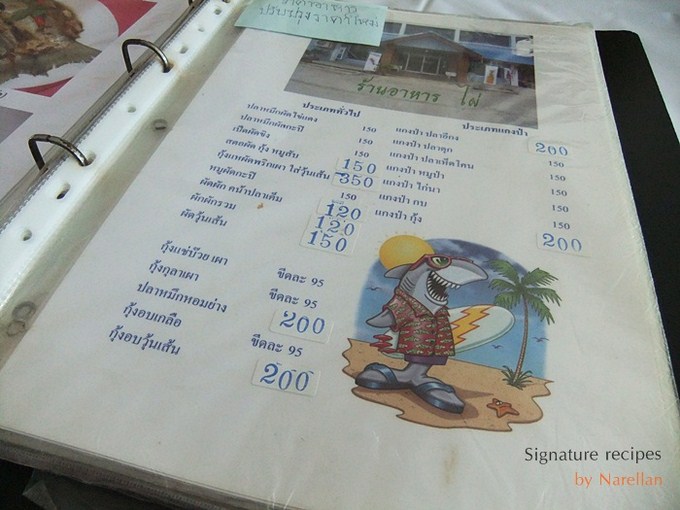 ร้านอาหาร ไผ่
ประเภททั่วไป
ปลาหมึกผัดไข่แดง 150
ปลาหมึกผัดกะปิ 150
เป็ดผัดขิง 150
สตอผัด กุ้ง หมูสับ 150
กุ้งแพผัดพริกเผา ใส่วุ้นเส้น 350
หมูผัดกะปิ 150
ผัดผัก คน้าปลาเค็ม 120
ผักผัดรวม 120
ผัดวุ้นเส้น 150
ประเภทแกงป่า
แกงป่า ปลาอีกง 200
แกงป่า ปลาดุก 150
แกงป่า ปลาเห็ดโคน 150
แกงป่า หมูป่า 150
แกงป่า ไก่นา 150
แกงป่า กบ 150
แกงป่า กุ้ง 200
กุ้งแช่บ๊วย เผา ขีดละ 95
กุ้งกุลาเผา ขีดละ 95
ปลาหมึกหอมย่าง 200
กุ้งอบเกลือ ขีดละ 95
กุ้งอบวุ้นเส้น 200
Signature recipes
by Narellan